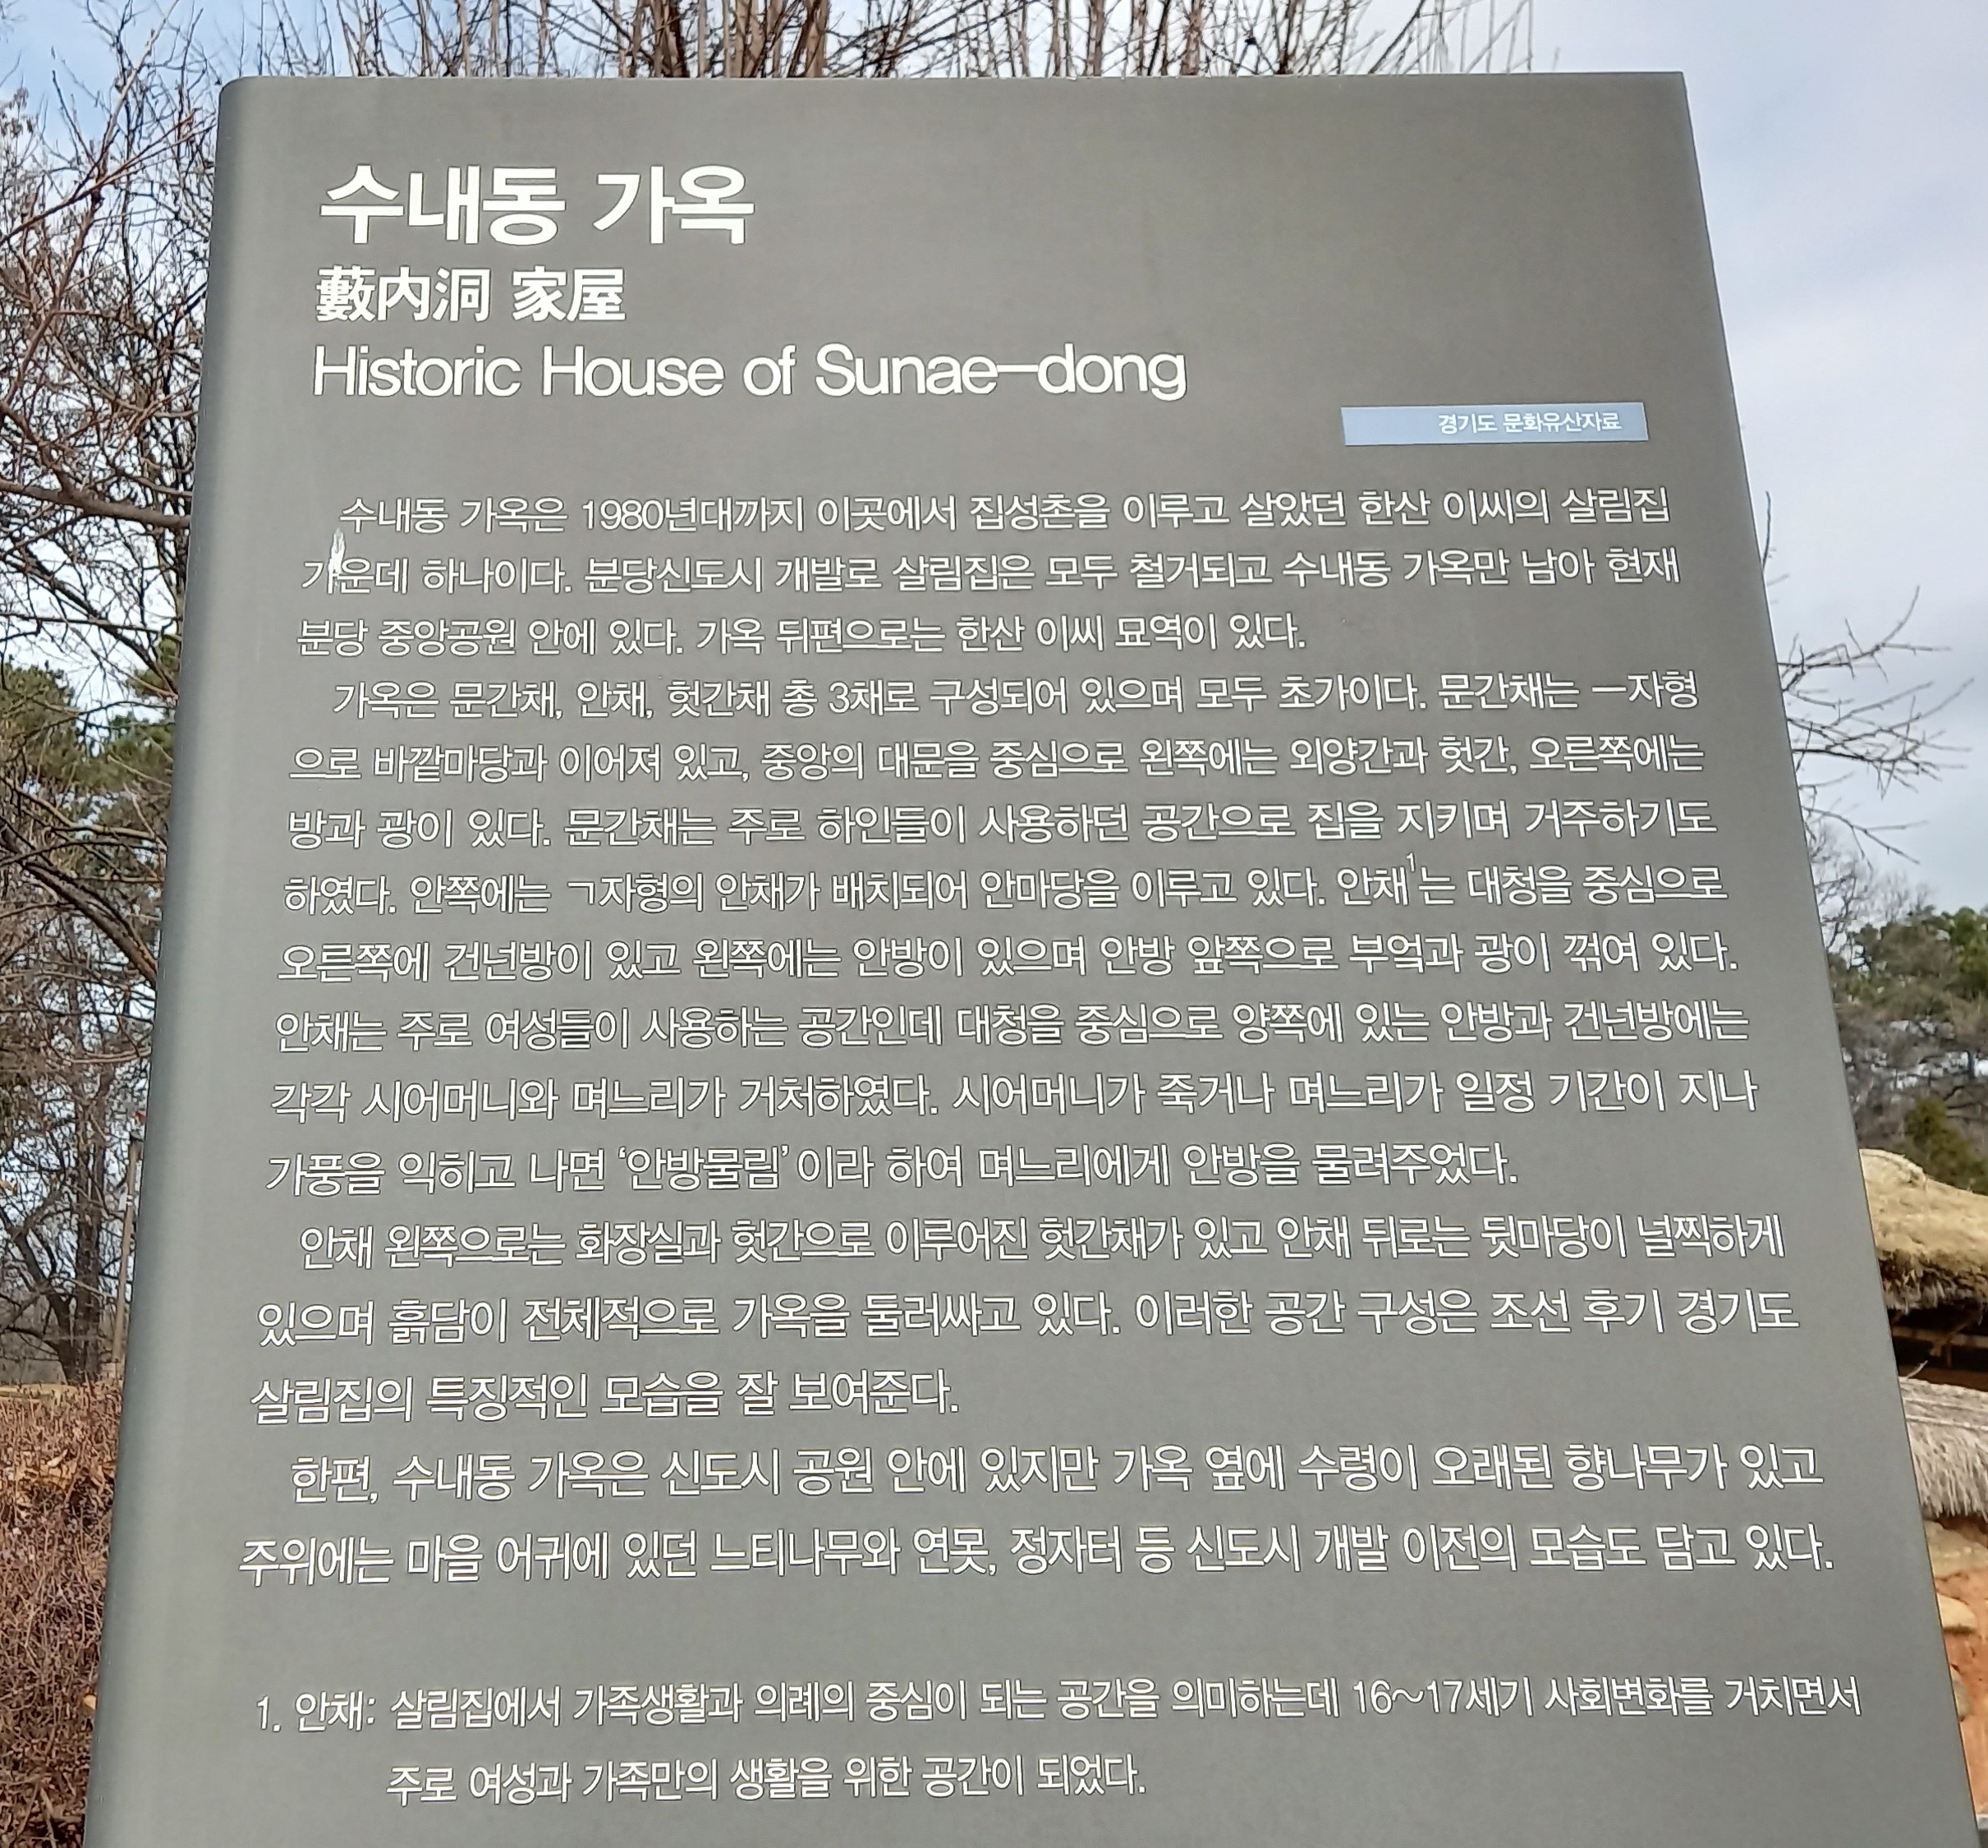 수내동 가옥
藪内洞 家屋
Historic House of Sunae-dong
경기도 문화유산자료
수내동 가옥은 1980년대까지 이곳에서 집성촌을 이루고 살았던 한산 이씨의 살림집
가운데 하나이다. 분당신도시 개발로 살림집은 모두 철거되고 수내동 가옥만 남아 현재
분당 중앙공원 안에 있다. 가옥 뒤편으로는 한산 이씨 묘역이 있다.
가옥은 문간채, 안채, 헛간채 총 3채로 구성되어 있으며 모두 초가이다. 문간채는 ㅡ자형
으로 바깥마당과 이어져 있고, 중앙의 대문을 중심으로 왼쪽에는 외양간과 헛간, 오른쪽에는
방과 광이 있다. 문간채는 주로 하인들이 사용하던 공간으로 집을 지키며 거주하기도
하였다. 안쪽에는 ㄱ자형의 안채가 배치되어 안마당을 이루고 있다. 안채¹는 대청을 중심으로
오른쪽에 건넌방이 있고 왼쪽에는 안방이 있으며 안방 앞쪽으로 부엌과 광이 꺾여 있다.
안채는 주로 여성들이 사용하는 공간인데 대청을 중심으로 양쪽에 있는 안방과 건넌방에는
각각 시어머니와 며느리가 거처하였다. 시어머니가 죽거나 며느리가 일정 기간이 지나
가풍을 익히고 나면 ‘안방물림’이라 하여 며느리에게 안방을 물려주었다.
안채 왼쪽으로는 화장실과 헛간으로 이루어진 헛간채가 있고 안채 뒤로는 뒷마당이 널찍하게
있으며 흙담이 전체적으로 가옥을 둘러싸고 있다. 이러한 공간 구성은 조선 후기 경기도
살림집의 특징적인 모습을 잘 보여준다.
한편, 수내동 가옥은 신도시 공원 안에 있지만 가옥 옆에 수령이 오래된 향나무가 있고
주위에는 마을 어귀에 있던 느티나무와 연못, 정자터 등 신도시 개발 이전의 모습도 담고 있다.
1. 안채: 살림집에서 가족생활과 의례의 중심이 되는 공간을 의미하는데 16~17세기 사회변화를 거치면서
주로 여성과 가족만의 생활을 위한 공간이 되었다.